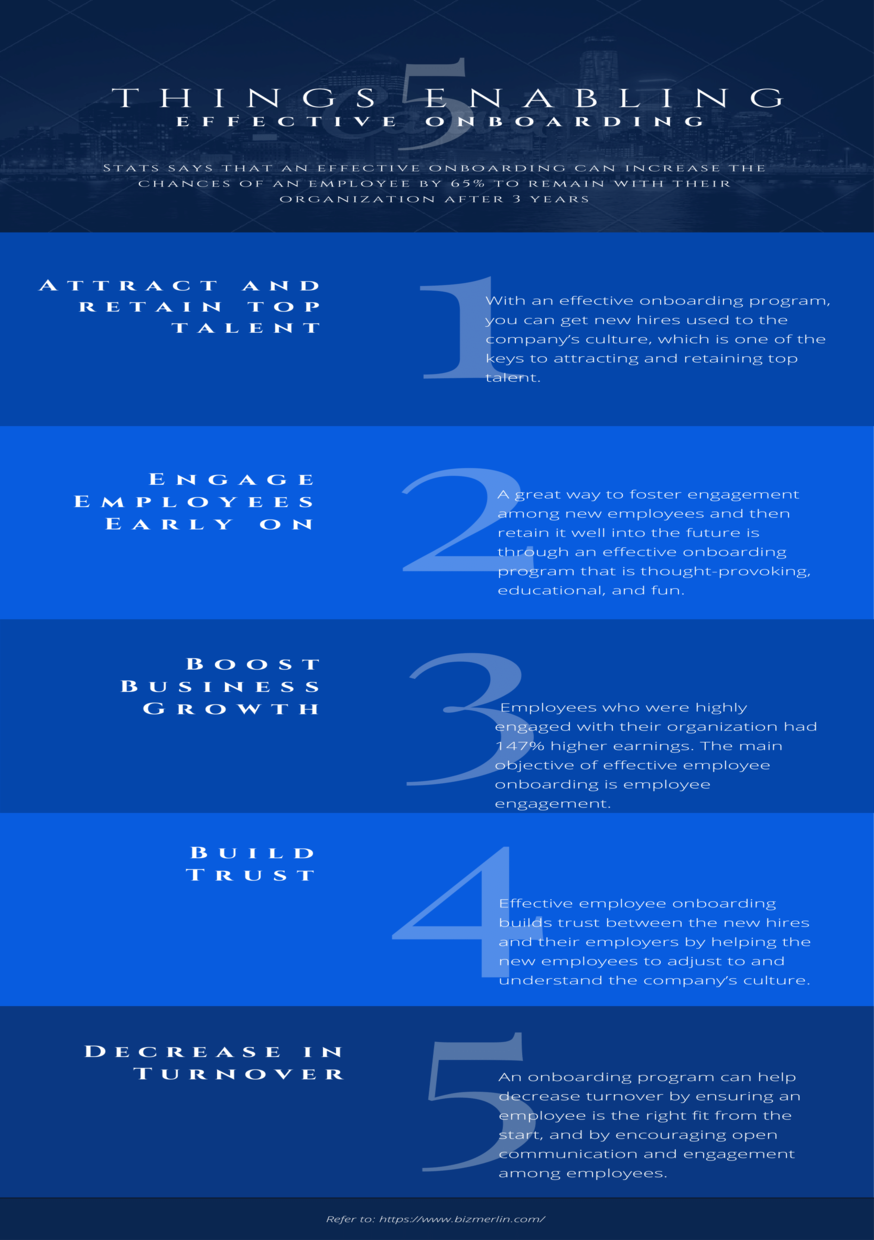 5
THINGS ENABLING
EFFECTIVE ONBOARDING
STATS SAYS THAT AN EFFECTIVE ONBOARDING CAN INCREASE THE
CHANCES OF AN EMPLOYEE BY 65% TO REMAIN WITH THEIR
ORGANIZATION AFTER 3 YEARS
ATTRACT AND
RETAIN TOP
TALENT
1
With an effective onboarding program,
you can get new hires used to the
company's culture, which is one of the
keys to attracting and retaining top
talent.
ENGAGE
EMPLOYEES
EARLY ON
2
A great way to foster engagement
among new employees and then
retain it well into the future is
through an effective onboarding
program that is thought-provoking,
educational, and fun.
BOOST
BUSINESS
GROWTH
3
Employees who were highly
engaged with their organization had
147% higher earnings. The main
objective of effective employee
onboarding is employee
engagement.
BUILD
TRUST
4
Effective employee onboarding
builds trust between the new hires
and their employers by helping the
new employees to adjust to and
understand the company's culture.
DECREASE IN
TURNOVER
5
An onboarding program can help
decrease turnover by ensuring an
employee is the right fit from the
start, and by encouraging open
communication and engagement
among employees.
Refer to: https://www.bizmerlin.com/